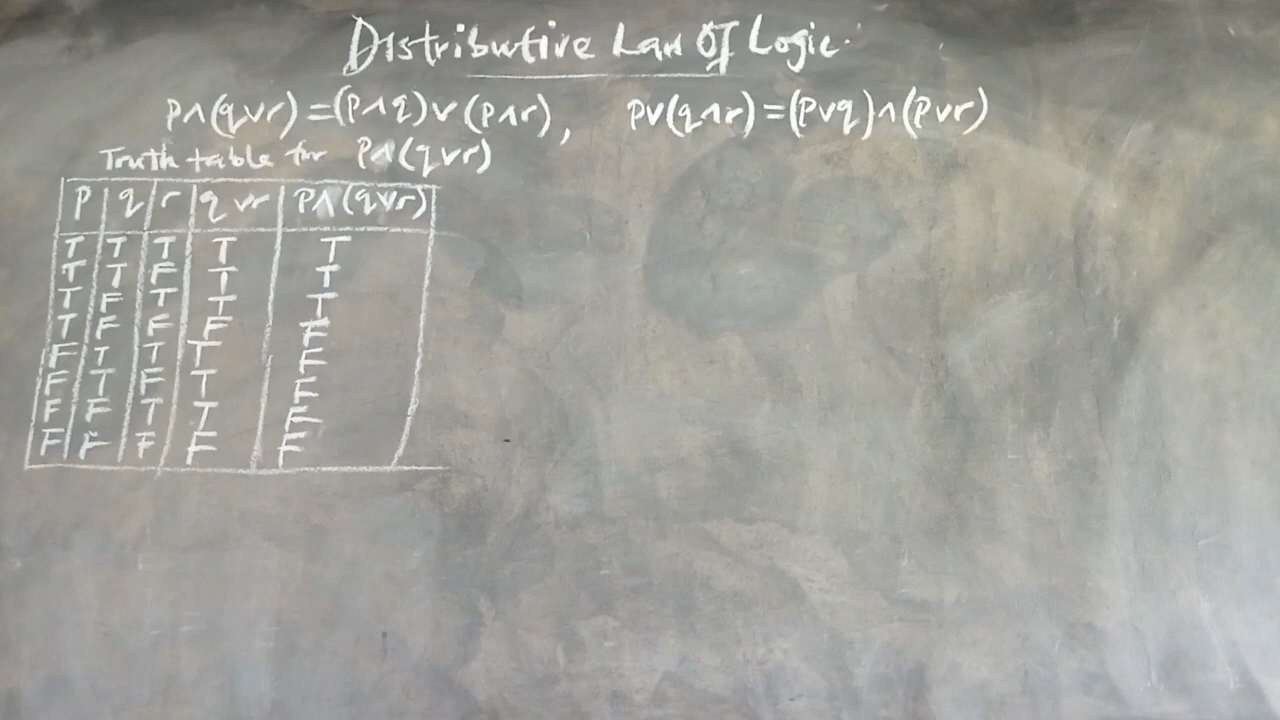 Distributive Law Of Logic.
p∧(q∨r)=(p∧q)∨(p∧r), p∨(q∧r)=(p∨q)∧(p∨r)
Truth table for p∧(q∨r)
p q r q∨r p∧(q∨r)
T T T T T
T T F T T
T F T T T
T F F F F
F T T T F
F T F T F
F F T T F
F F F F F